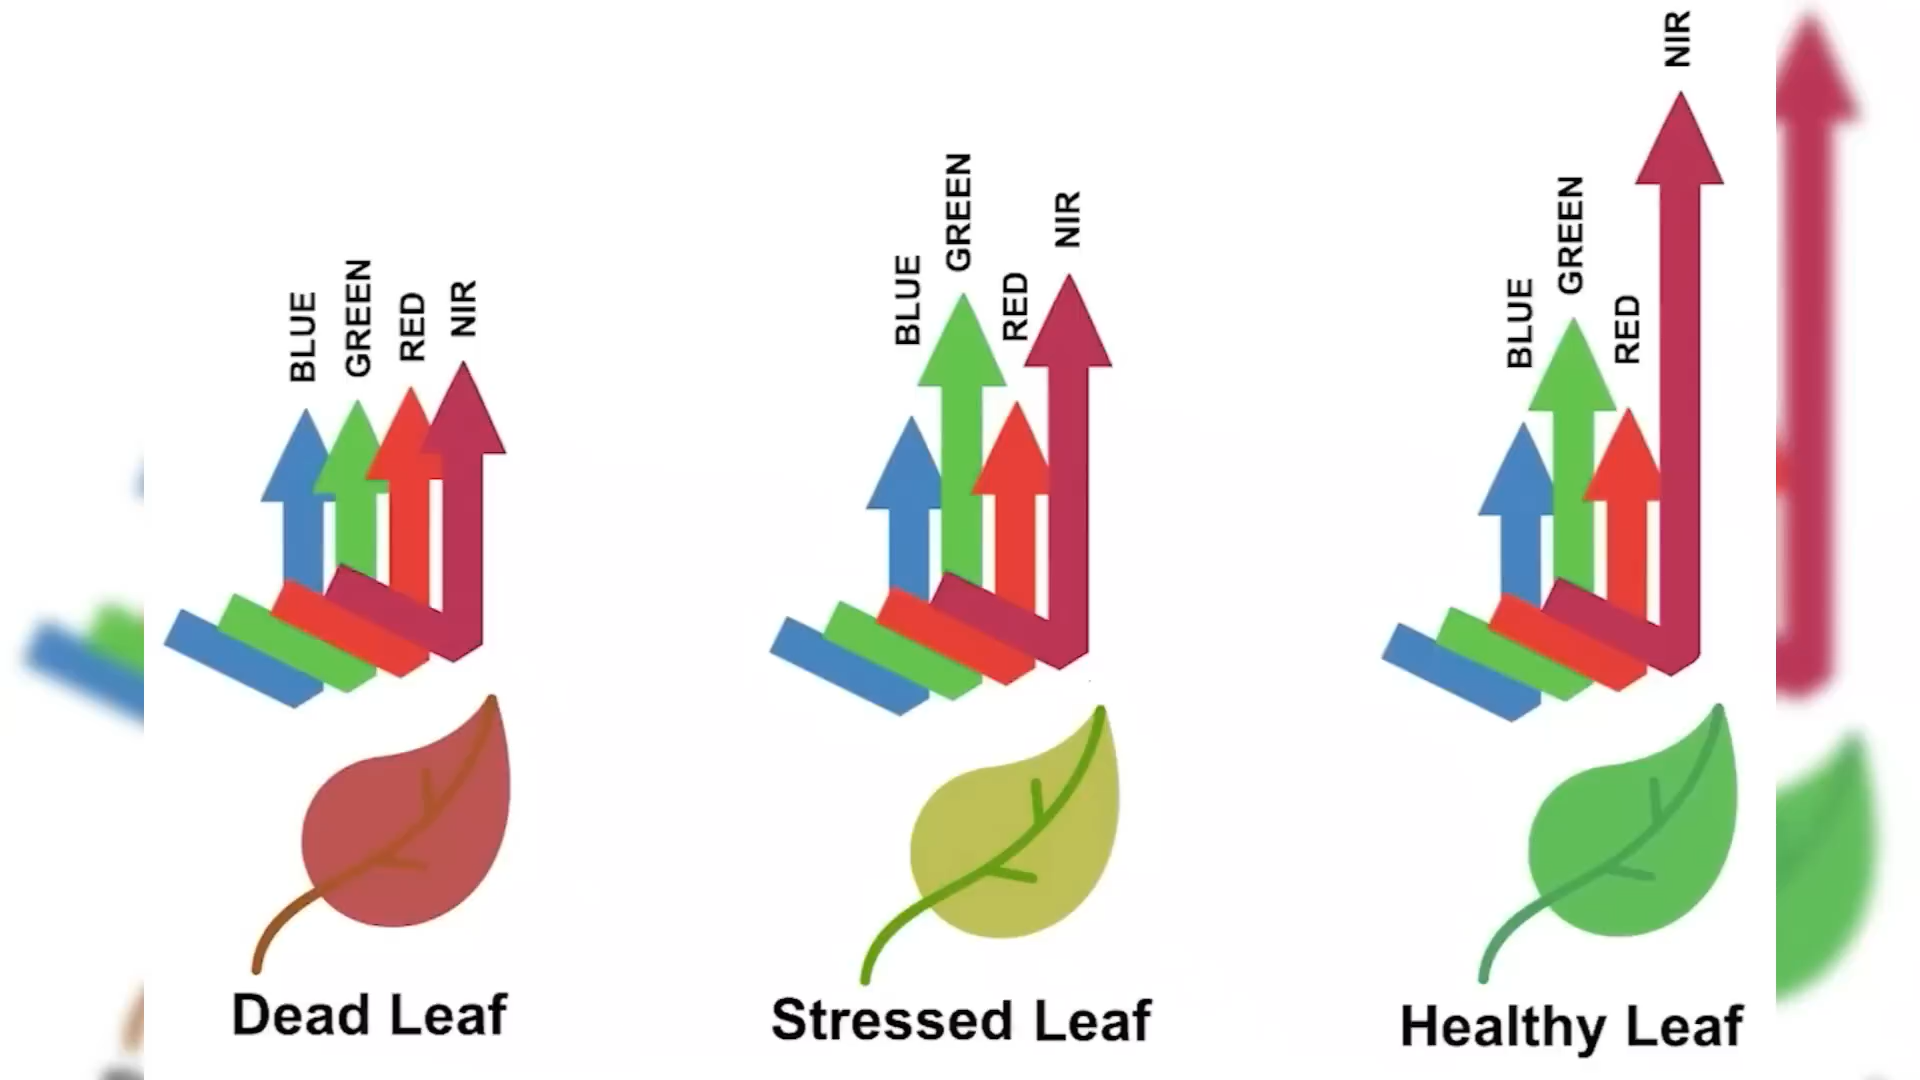 BLUE
GREEN
RED
NIR
BLUE
GREEN
RED
NIR
BLUE
GREEN
RED
NIR
Dead Leaf
Stressed Leaf
Healthy Leaf